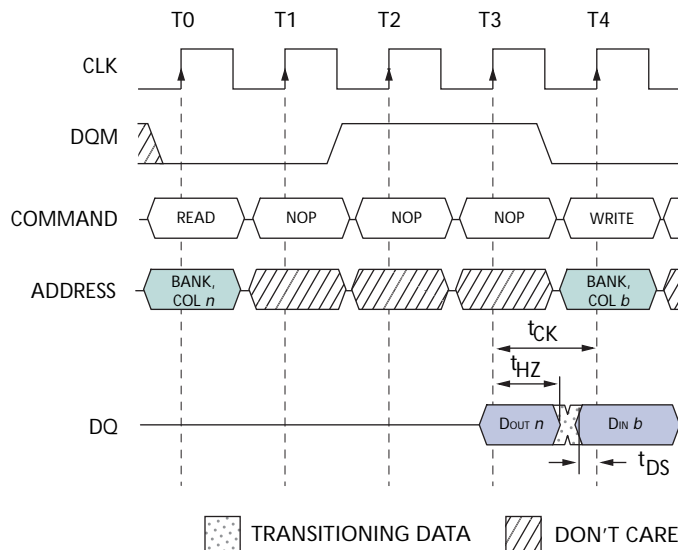 T0 T1 T2 T3 T4
CLK
DQM
COMMAND READ NOP NOP NOP WRITE
ADDRESS BANK, COL n BANK, COL b
tCK
tHZ
DQ DOUT n DIN b
tDS
TRANSITIONING DATA DON'T CARE